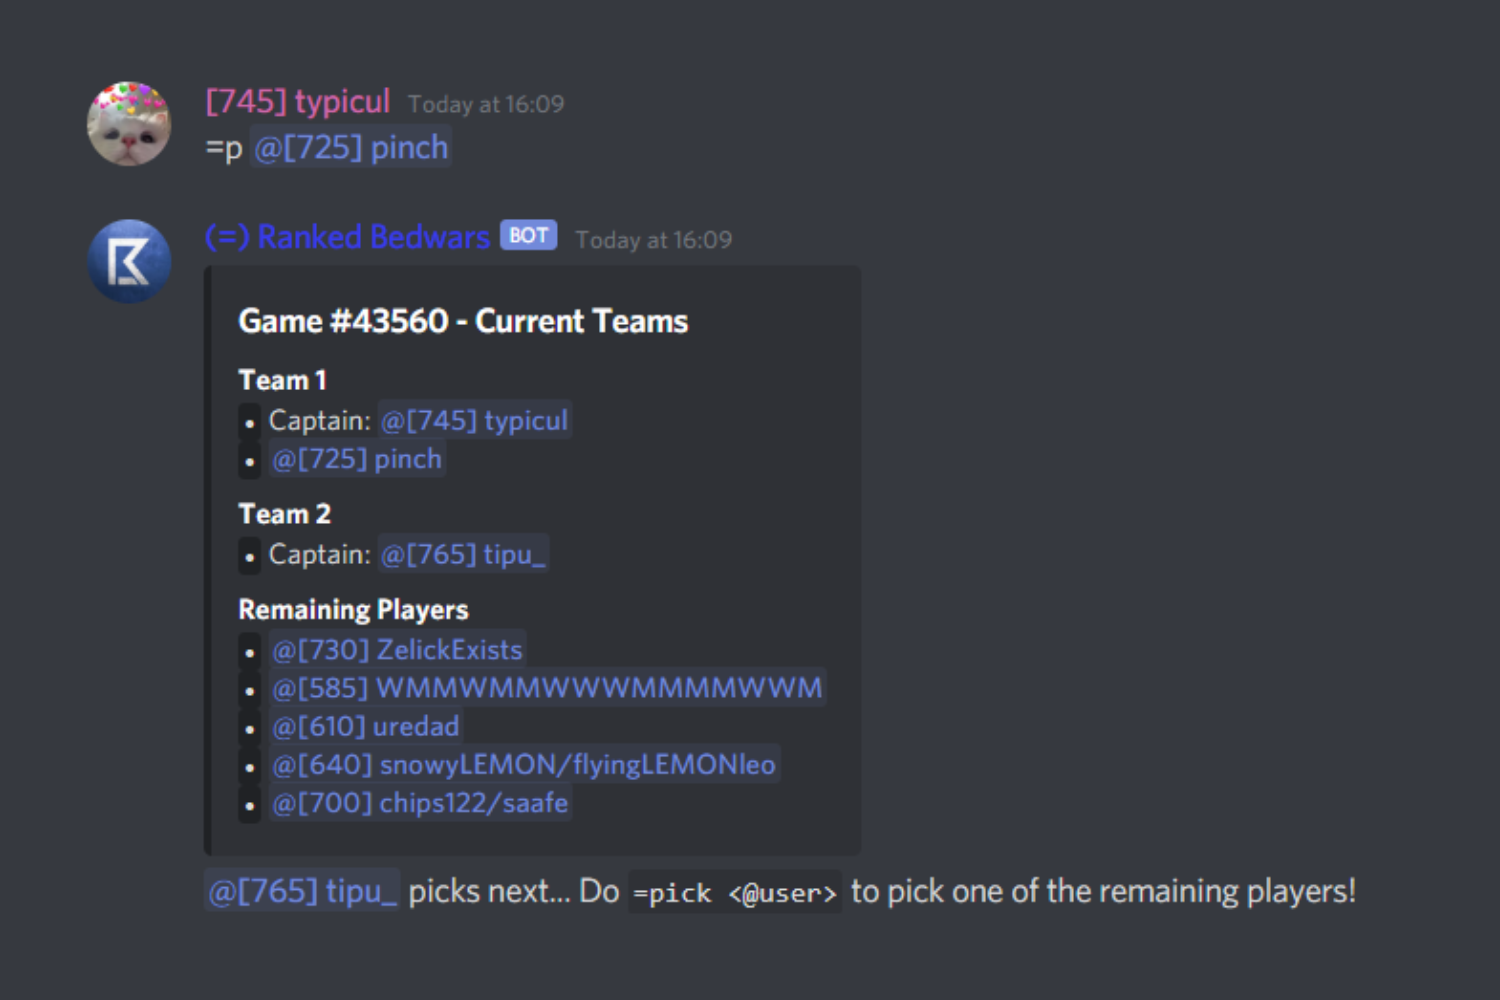 [745] typicul Today at 16:09
=p @[725] pinch
(=) Ranked Bedwars BOT Today at 16:09
Game #43560 - Current Teams
Team 1
• Captain: @[745] typicul
• @[725] pinch
Team 2
• Captain: @[765] tipu_
Remaining Players
• @[730] ZelickExists
• @[585] WMMWMMWWWMMMMWWM
• @[610] uredad
• @[640] snowyLEMON/flyingLEMONleo
• @[700] chips122/saafe
@[765] tipu_ picks next... Do =pick <@user> to pick one of the remaining players!